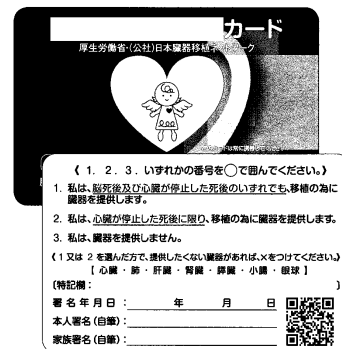 カード
厚生労働省・(公社)日本臓器移植ネットワーク
《 1. 2. 3. いずれかの番号を○で囲んでください。》
1. 私は、脳死後及び心臓が停止した死後のいずれでも、移植の為に
臓器を提供します。
2. 私は、心臓が停止した死後に限り、移植の為に臓器を提供します。
3. 私は、臓器を提供しません。
《1 又は 2 を選んだ方で、提供したくない臓器があれば、×をつけてください。》
【 心臓・肺・肝臓・腎臓・膵臓・小腸・眼球 】
〔特記欄: 〕
署名年月日: 年 月 日
本人署名(自筆):
家族署名(自筆):